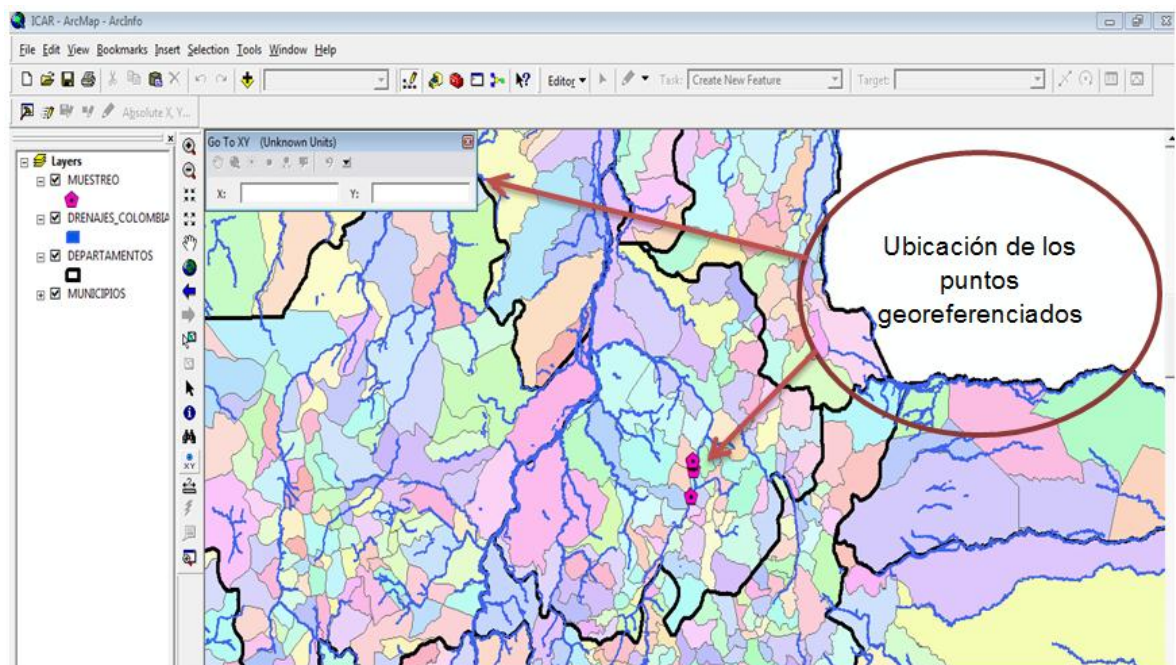 ICAR - ArcMap - ArcInfo
File Edit View Bookmarks Insert Selection Tools Window Help
Editor Task: Create New Feature Target:
Absolute X, Y...
Go To XY (Unknown Units)
X: Y:
Layers
MUESTREO
DRENAJES_COLOMBIA
DEPARTAMENTOS
MUNICIPIOS
XY
Ubicación de los
puntos
georeferenciados